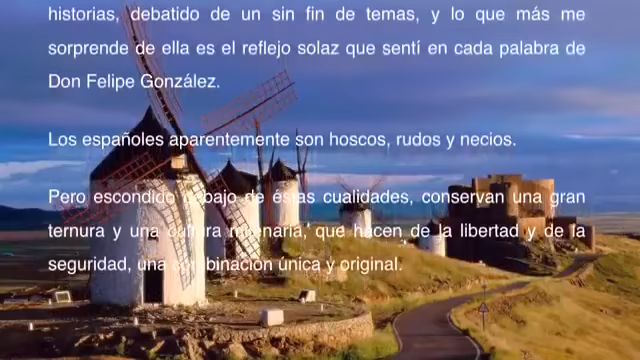 historias, debatido de un sin fin de temas, y lo que más me
sorprende de ella es el reflejo solaz que sentí en cada palabra de
Don Felipe González.
Los españoles aparentemente son hoscos, rudos y necios.
Pero escondido debajo de éstas cualidades, conservan una gran
ternura y una cultura milenaria, que hacen de la libertad y de la
seguridad, una combinación única y original.